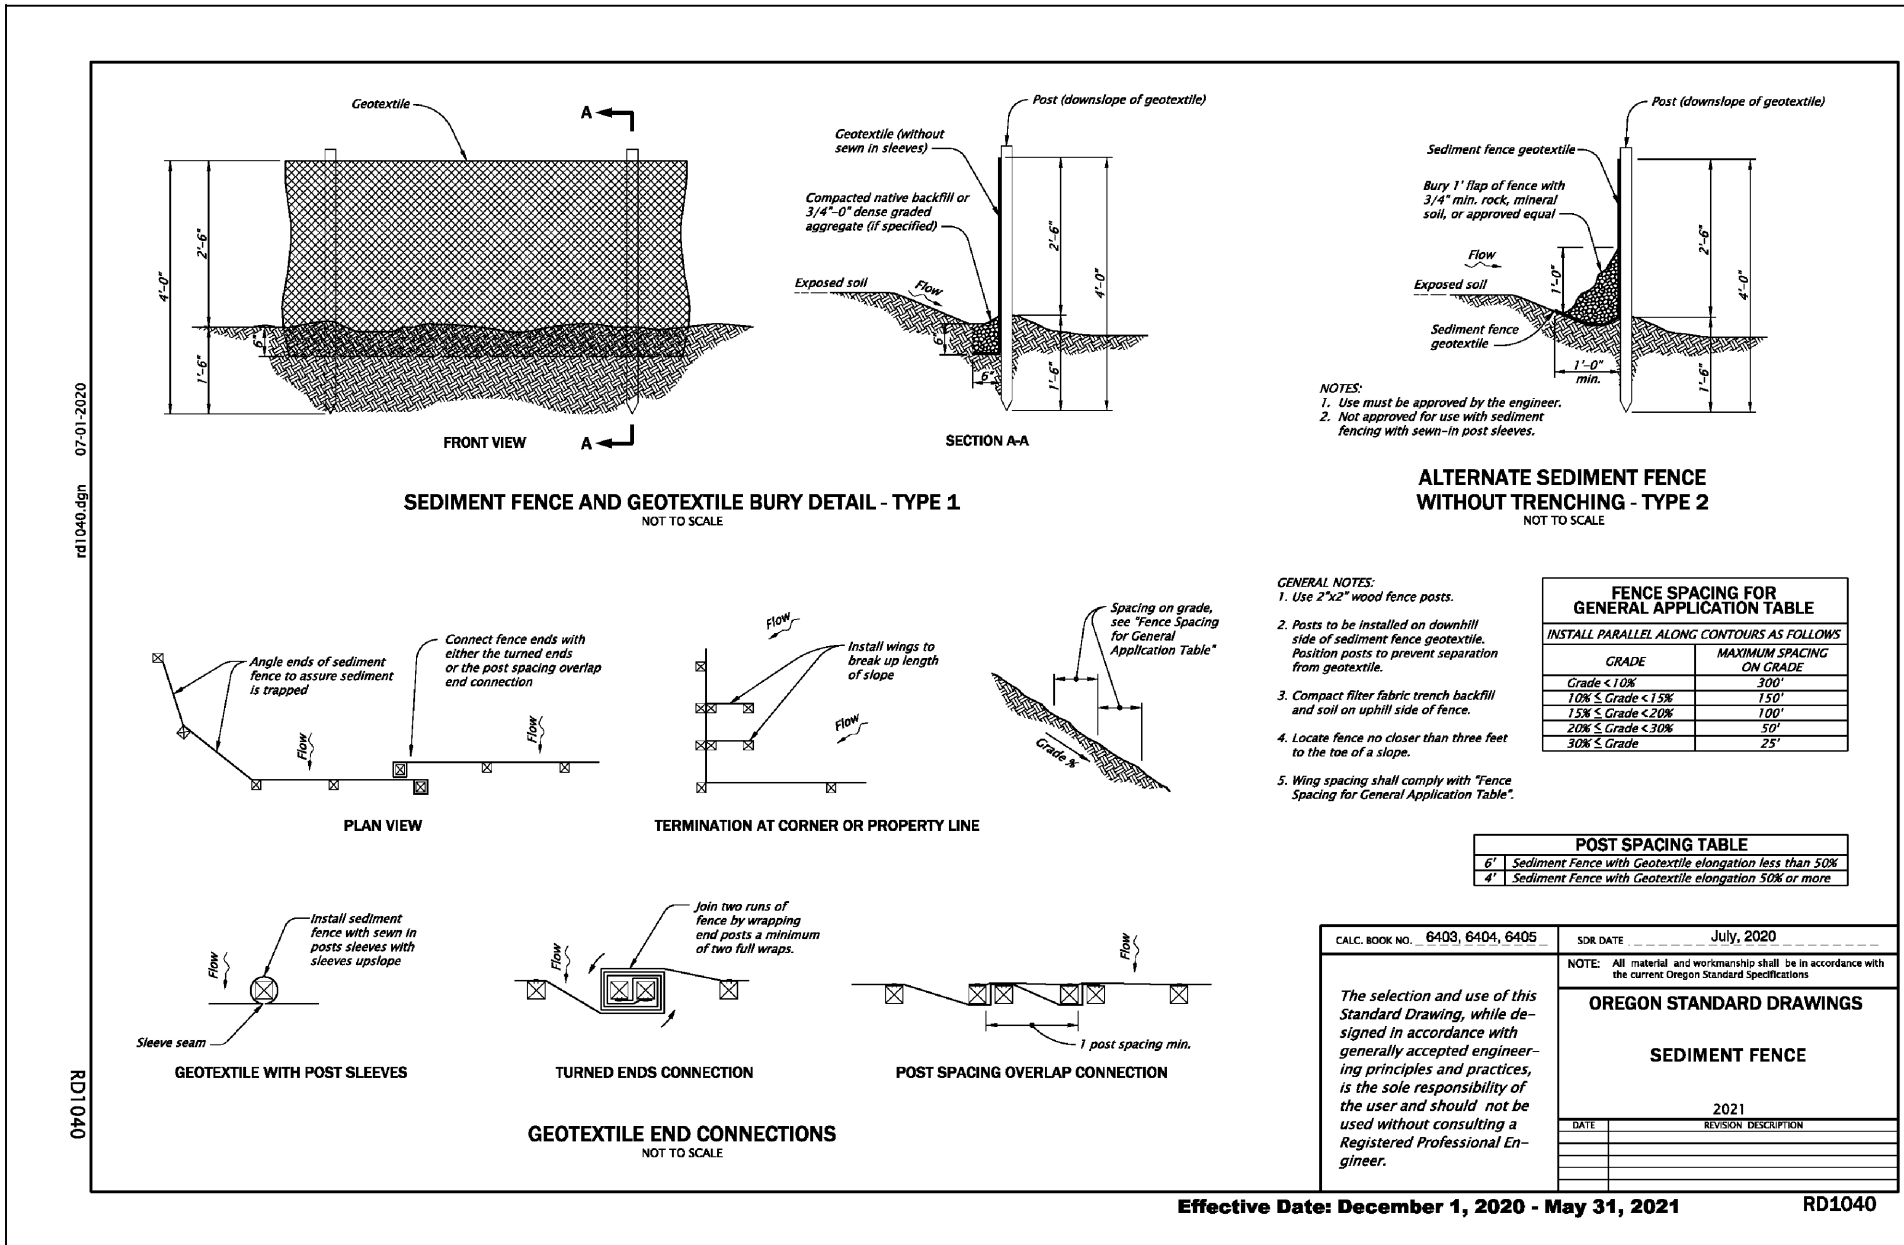 Geotextile
A
4'-0"
2'-6"
6"
1'-6"
A
FRONT VIEW
Geotextile (without
sewn in sleeves)
Post (downslope of geotextile)
Compacted native backfill or
3/4"-0" dense graded
aggregate (if specified)
Exposed soil
Flow
6"
6"
2'-6"
4'-0"
1'-6"
SECTION A-A
SEDIMENT FENCE AND GEOTEXTILE BURY DETAIL - TYPE 1
NOT TO SCALE
Post (downslope of geotextile)
Sediment fence geotextile
Bury 1' flap of fence with
3/4" min. rock, mineral
soil, or approved equal
Flow
Exposed soil
1'-0"
Sediment fence
geotextile
1'-0"
min.
2'-6"
4'-0"
1'-6"
NOTES:
1. Use must be approved by the engineer.
2. Not approved for use with sediment
fencing with sewn-in post sleeves.
ALTERNATE SEDIMENT FENCE
WITHOUT TRENCHING - TYPE 2
NOT TO SCALE
rd1040.dgn 07-01-2020
Angle ends of sediment
fence to assure sediment
is trapped
Connect fence ends with
either the turned ends
or the post spacing overlap
end connection
Flow
Flow
PLAN VIEW
Flow
Install wings to
break up length
of slope
Flow
TERMINATION AT CORNER OR PROPERTY LINE
Spacing on grade,
see "Fence Spacing
for General
Application Table"
Grade %
GENERAL NOTES:
1. Use 2"x2" wood fence posts.
2. Posts to be installed on downhill
side of sediment fence geotextile.
Position posts to prevent separation
from geotextile.
3. Compact filter fabric trench backfill
and soil on uphill side of fence.
4. Locate fence no closer than three feet
to the toe of a slope.
5. Wing spacing shall comply with "Fence
Spacing for General Application Table".
FENCE SPACING FOR
GENERAL APPLICATION TABLE
INSTALL PARALLEL ALONG CONTOURS AS FOLLOWS
GRADE MAXIMUM SPACING
ON GRADE
Grade < 10% 300'
10% ≤ Grade < 15% 150'
15% ≤ Grade < 20% 100'
20% ≤ Grade < 30% 50'
30% ≤ Grade 25'
POST SPACING TABLE
6' Sediment Fence with Geotextile elongation less than 50%
4' Sediment Fence with Geotextile elongation 50% or more
Install sediment
fence with sewn in
posts sleeves with
sleeves upslope
Flow
Sleeve seam
GEOTEXTILE WITH POST SLEEVES
Join two runs of
fence by wrapping
end posts a minimum
of two full wraps.
Flow
TURNED ENDS CONNECTION
Flow
1 post spacing min.
POST SPACING OVERLAP CONNECTION
GEOTEXTILE END CONNECTIONS
NOT TO SCALE
RD1040
CALC. BOOK NO. 6403, 6404, 6405
SDR DATE July, 2020
NOTE: All material and workmanship shall be in accordance with
the current Oregon Standard Specifications
The selection and use of this
Standard Drawing, while de-
signed in accordance with
generally accepted engineer-
ing principles and practices,
is the sole responsibility of
the user and should not be
used without consulting a
Registered Professional En-
gineer.
OREGON STANDARD DRAWINGS
SEDIMENT FENCE
2021
DATE REVISION DESCRIPTION
Effective Date: December 1, 2020 - May 31, 2021
RD1040